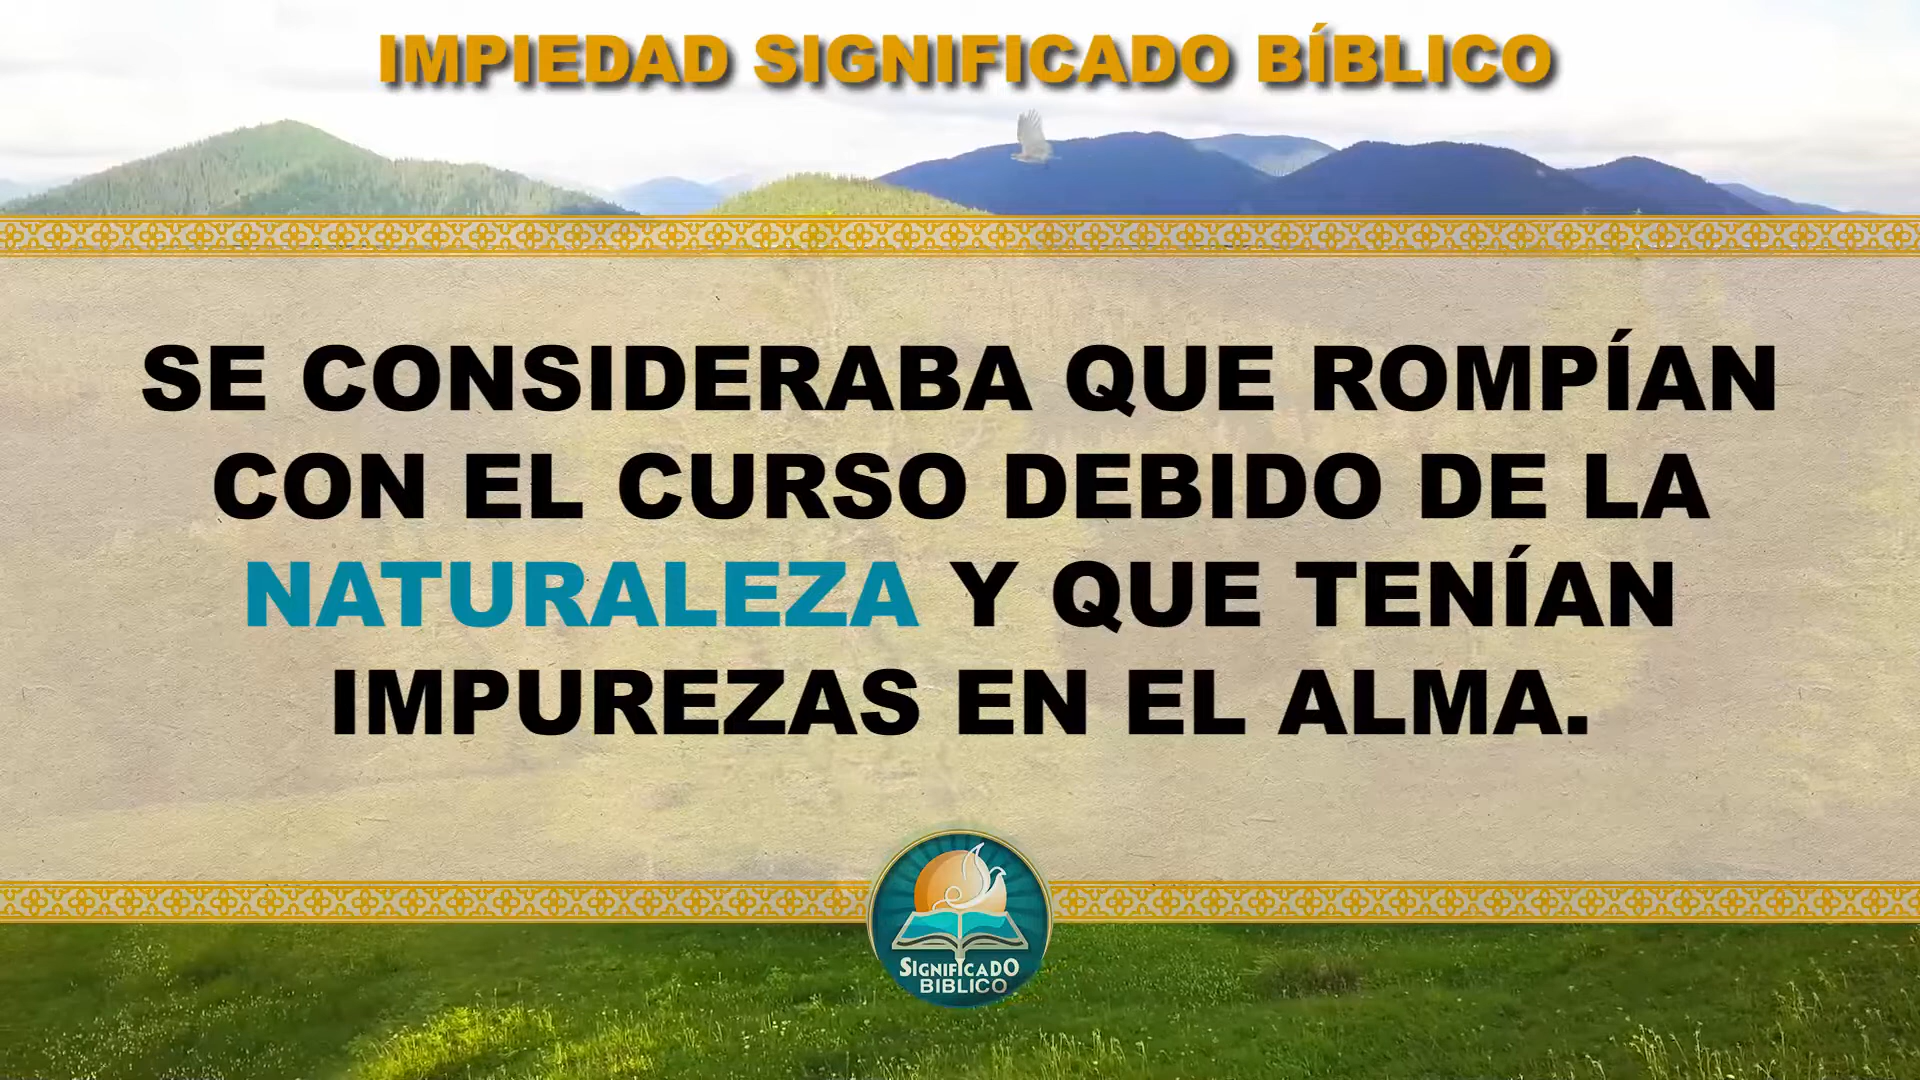 IMPIEDAD SIGNIFICADO BÍBLICO
SE CONSIDERABA QUE ROMPÍAN
CON EL CURSO DEBIDO DE LA
NATURALEZA Y QUE TENÍAN
IMPUREZAS EN EL ALMA.
SIGNIFICADO
BIBLICO